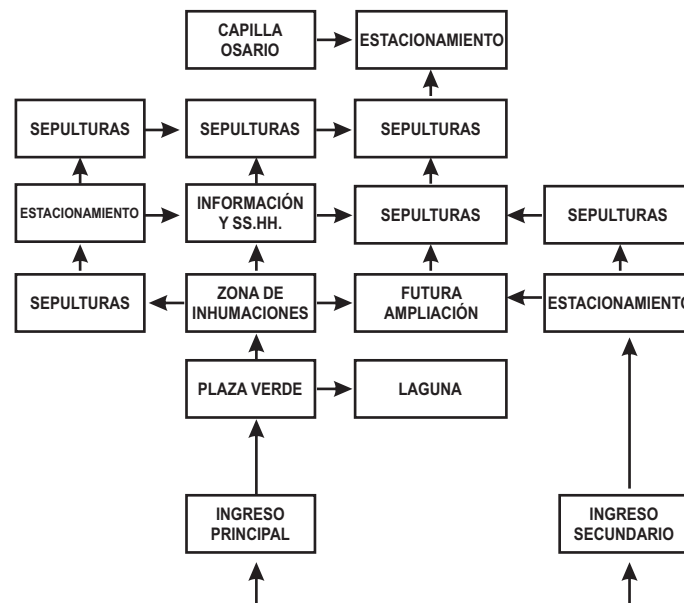 CAPILLA
OSARIO
ESTACIONAMIENTO
SEPULTURAS
SEPULTURAS
SEPULTURAS
ESTACIONAMIENTO
INFORMACIÓN
Y SS.HH.
SEPULTURAS
SEPULTURAS
SEPULTURAS
ZONA DE
INHUMACIONES
FUTURA
AMPLIACIÓN
ESTACIONAMIENTO
PLAZA VERDE
LAGUNA
INGRESO
PRINCIPAL
INGRESO
SECUNDARIO